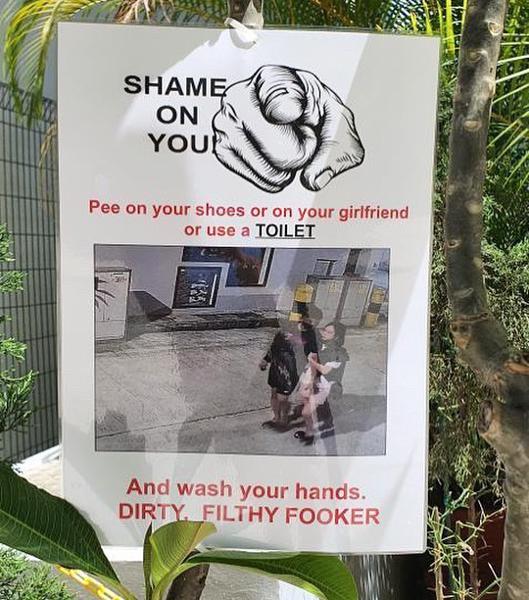 SHAME
ON
YOU!
Pee on your shoes or on your girlfriend
or use a TOILET
And wash your hands.
DIRTY, FILTHY FOOKER